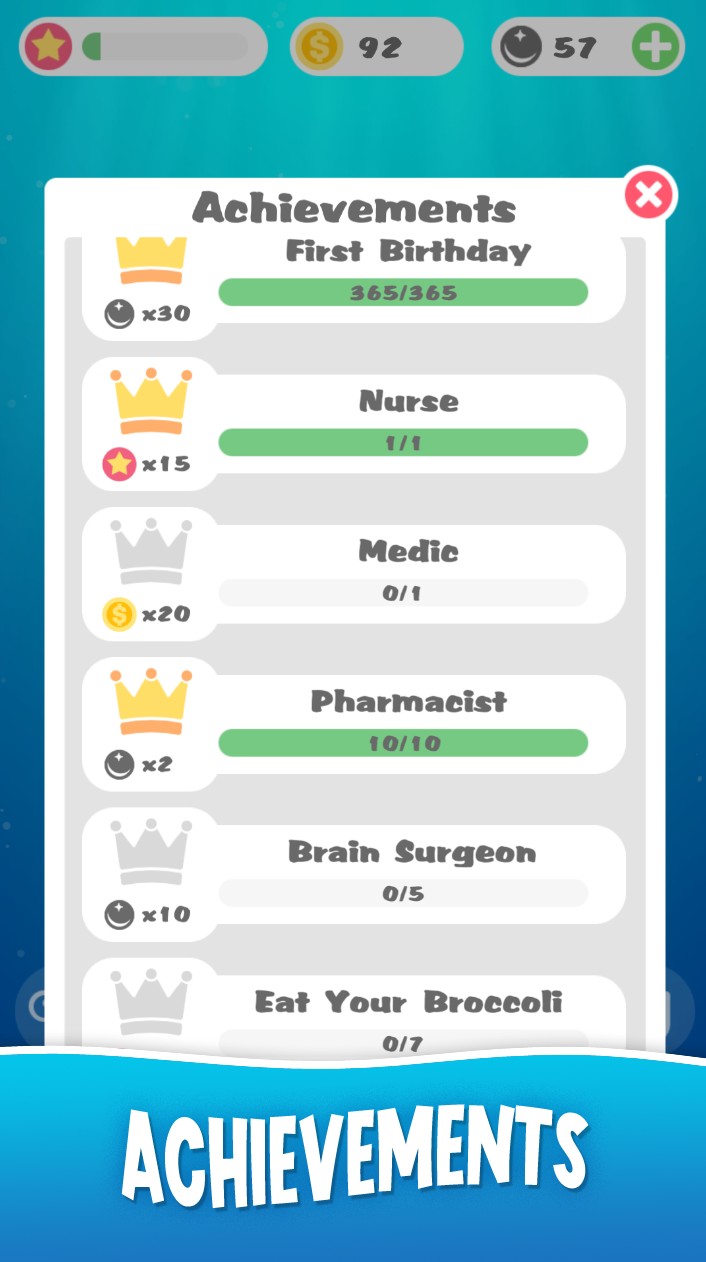 92
57
Achievements
First Birthday
365/365
x30
Nurse
1/1
x15
Medic
0/1
x20
Pharmacist
10/10
x2
Brain Surgeon
0/5
x10
Eat Your Broccoli
0/7
ACHIEVEMENTS